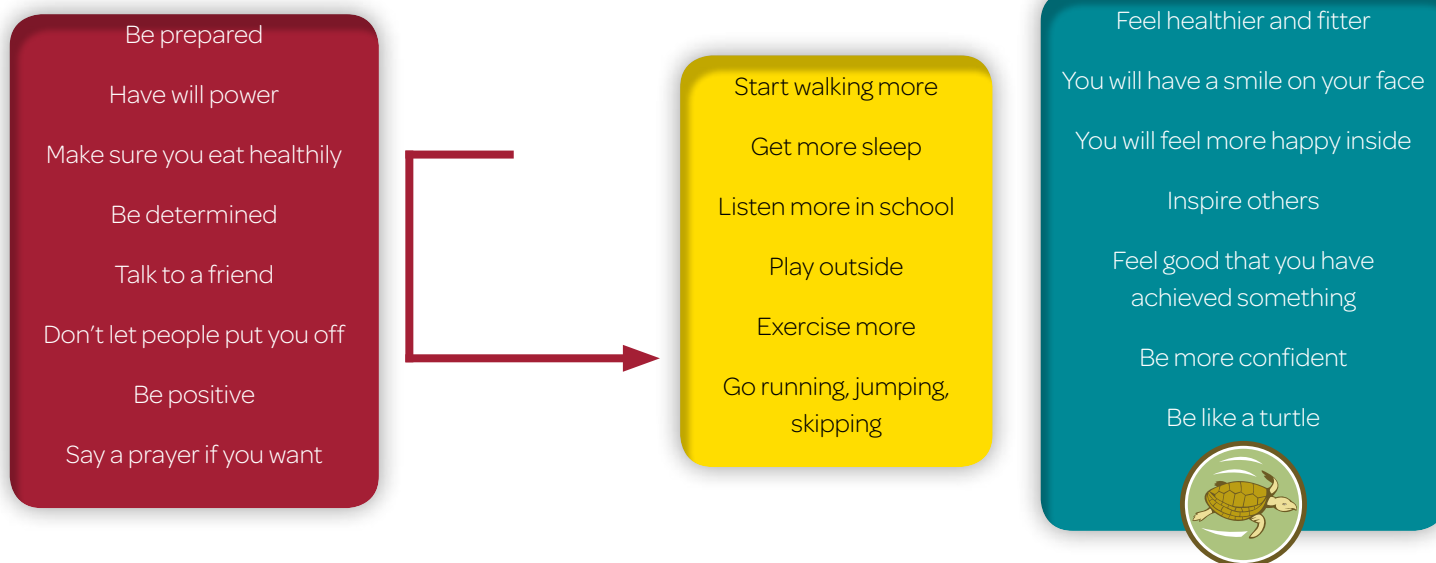 Be prepared
Have will power
Make sure you eat healthily
Be determined
Talk to a friend
Don't let people put you off
Be positive
Say a prayer if you want
Start walking more
Get more sleep
Listen more in school
Play outside
Exercise more
Go running, jumping,
skipping
Feel healthier and fitter
You will have a smile on your face
You will feel more happy inside
Inspire others
Feel good that you have
achieved something
Be more confident
Be like a turtle